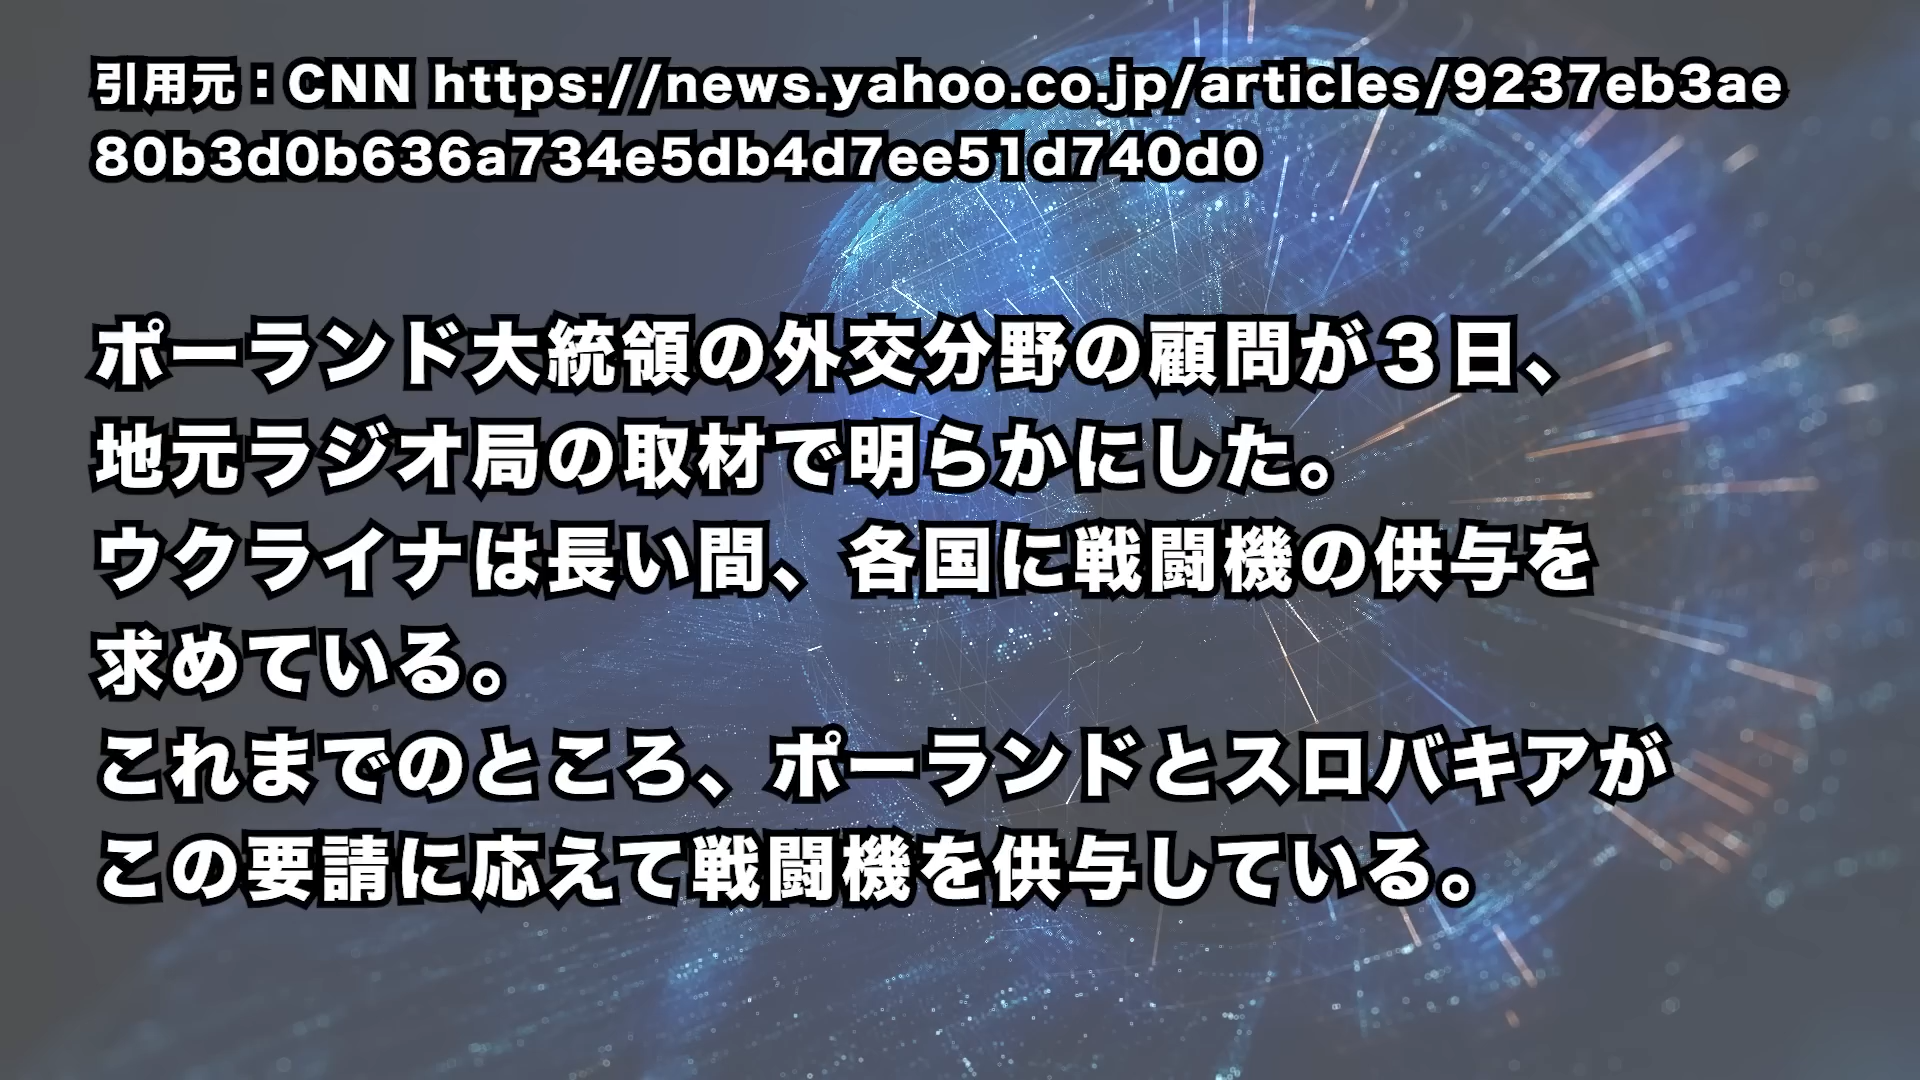 引用元：CNN https://news.yahoo.co.jp/articles/9237eb3ae
80b3d0b636a734e5db4d7ee51d740d0
ポーランド大統領の外交分野の顧問が３日、
地元ラジオ局の取材で明らかにした。
ウクライナは長い間、各国に戦闘機の供与を
求めている。
これまでのところ、ポーランドとスロバキアが
この要請に応えて戦闘機を供与している。